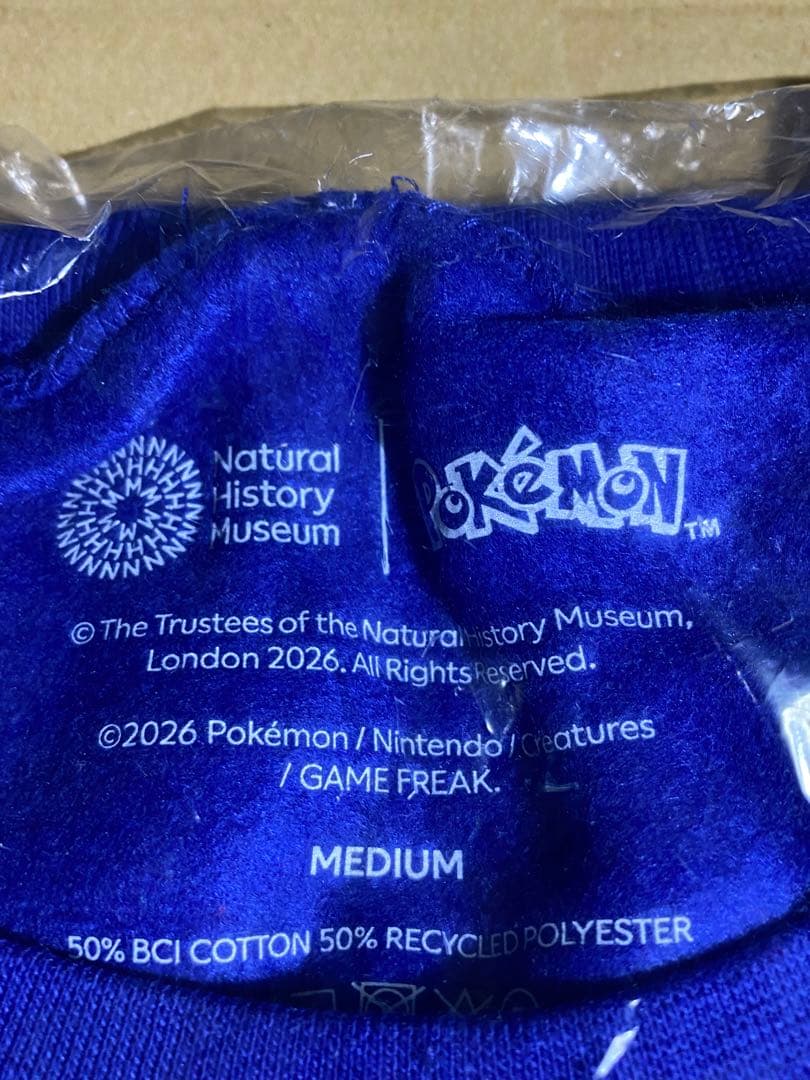 Natural
History
Museum
POKéMON TM
© The Trustees of the Natural History Museum,
London 2026. All Rights Reserved.
©2026 Pokémon / Nintendo / Creatures
/ GAME FREAK.
MEDIUM
50% BCI COTTON 50% RECYCLED POLYESTER